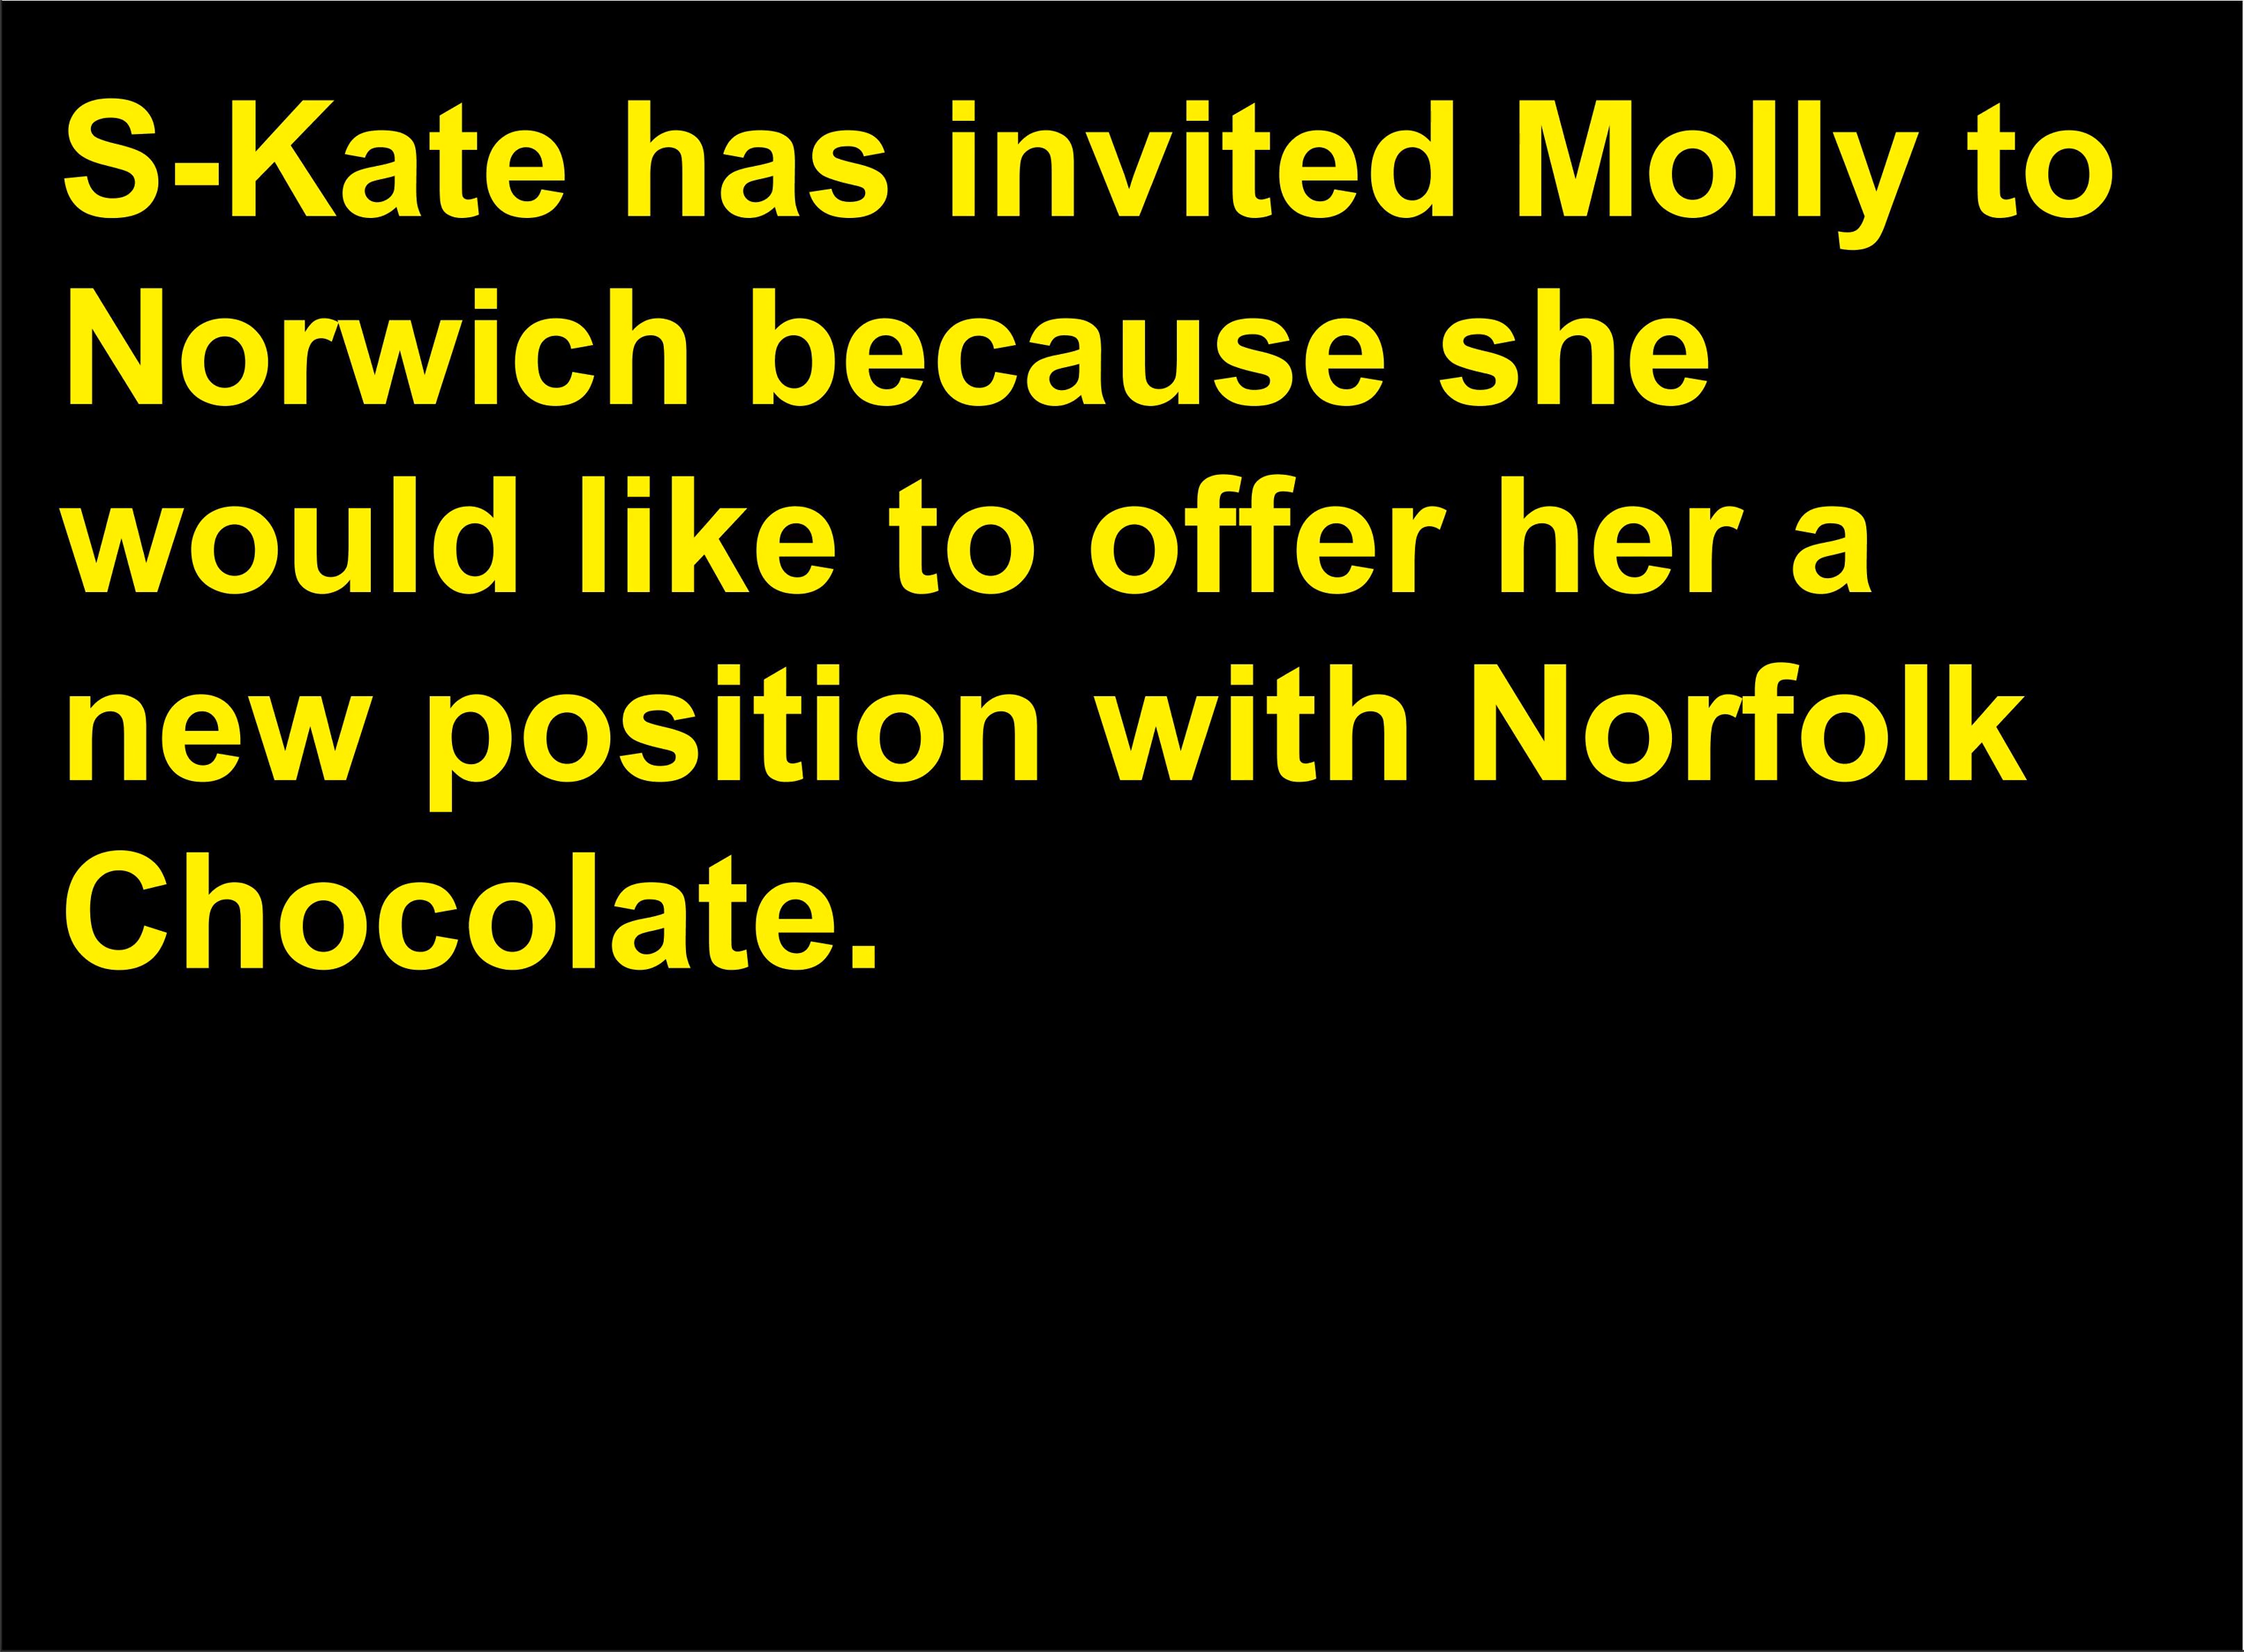 S-Kate has invited Molly to
Norwich because she
would like to offer her a
new position with Norfolk
Chocolate.